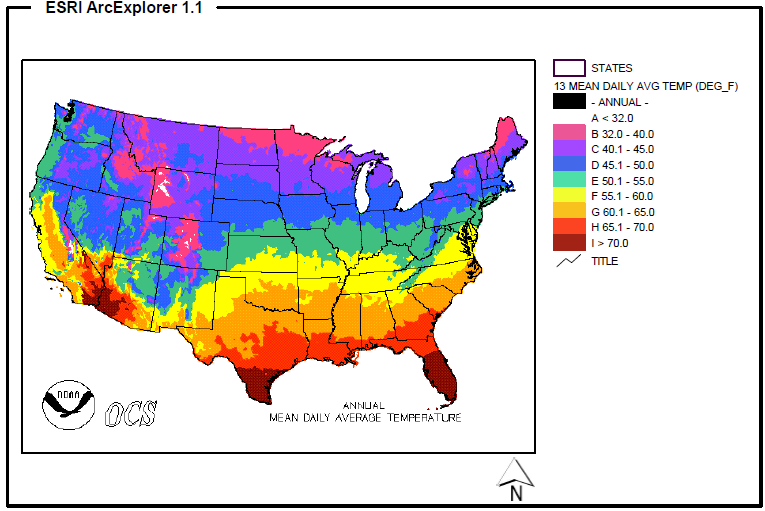 ESRI ArcExplorer 1.1
STATES
13 MEAN DAILY AVG TEMP (DEG_F)
- ANNUAL -
A < 32.0
B 32.0 - 40.0
C 40.1 - 45.0
D 45.1 - 50.0
E 50.1 - 55.0
F 55.1 - 60.0
G 60.1 - 65.0
H 65.1 - 70.0
I > 70.0
TITLE
NOAA
OCS
ANNUAL
MEAN DAILY AVERAGE TEMPERATURE
N